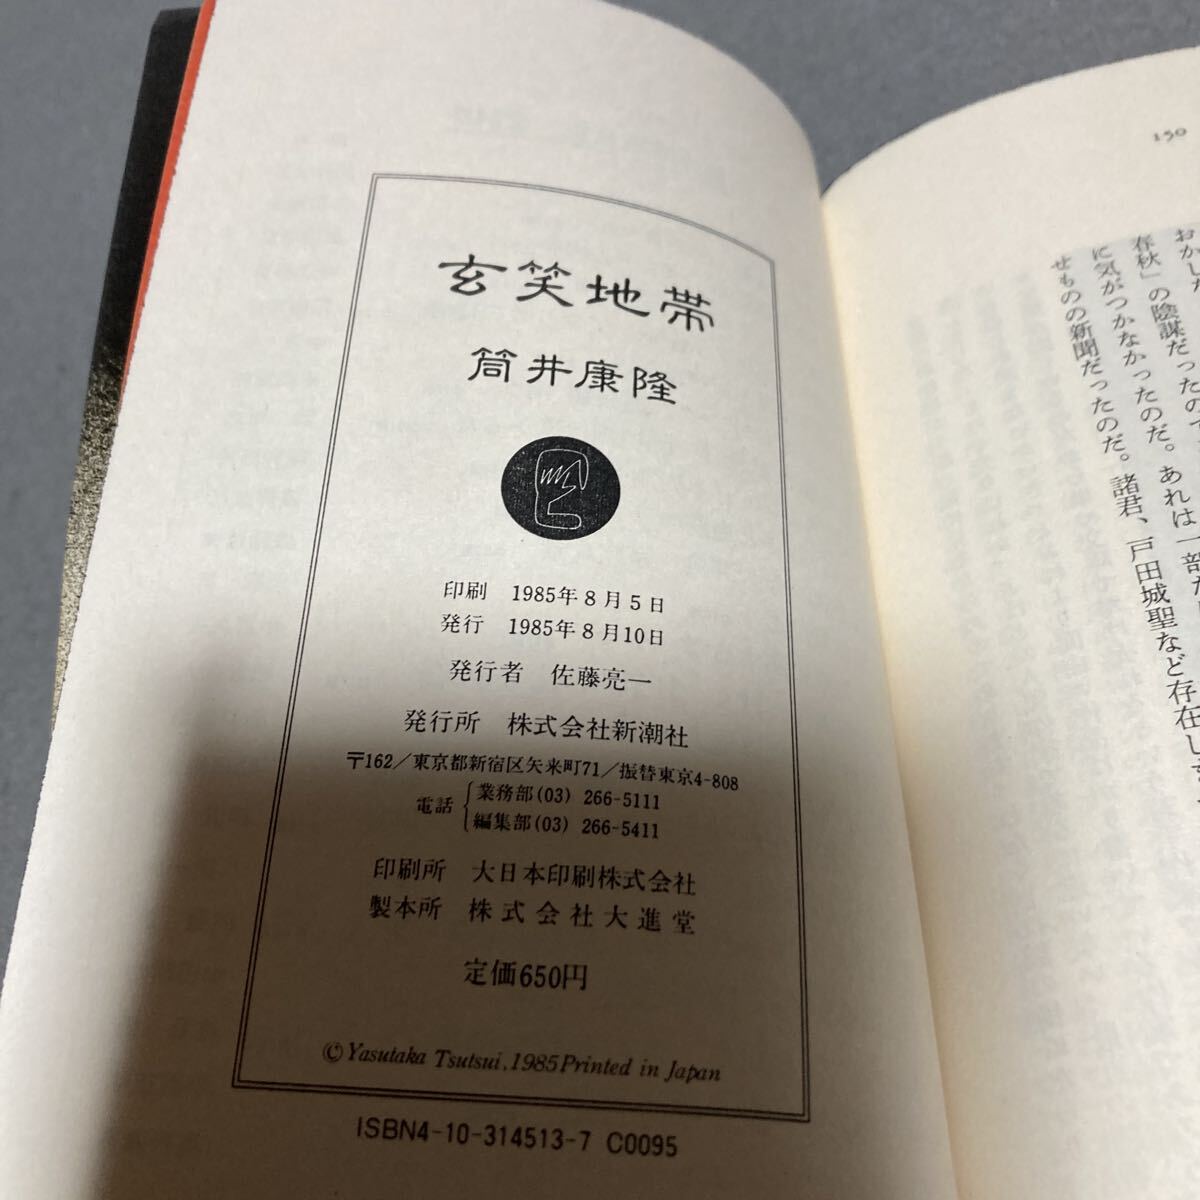 玄笑地帯
筒井康隆
印刷 1985年8月5日
発行 1985年8月10日
発行者 佐藤亮一
発行所 株式会社新潮社
〒162／東京都新宿区矢来町71／振替東京4-808
電話 業務部(03) 266-5111
編集部(03) 266-5411
印刷所 大日本印刷株式会社
製本所 株式会社大進堂
定価650円
© Yasutaka Tsutsui, 1985 Printed in Japan
ISBN4-10-314513-7 C0095
150
おかしな
春秋」の陰謀だったので
に気がつかなかったのだ。あれは一部
せものの新聞だったのだ。諸君、戸田城聖など存在し